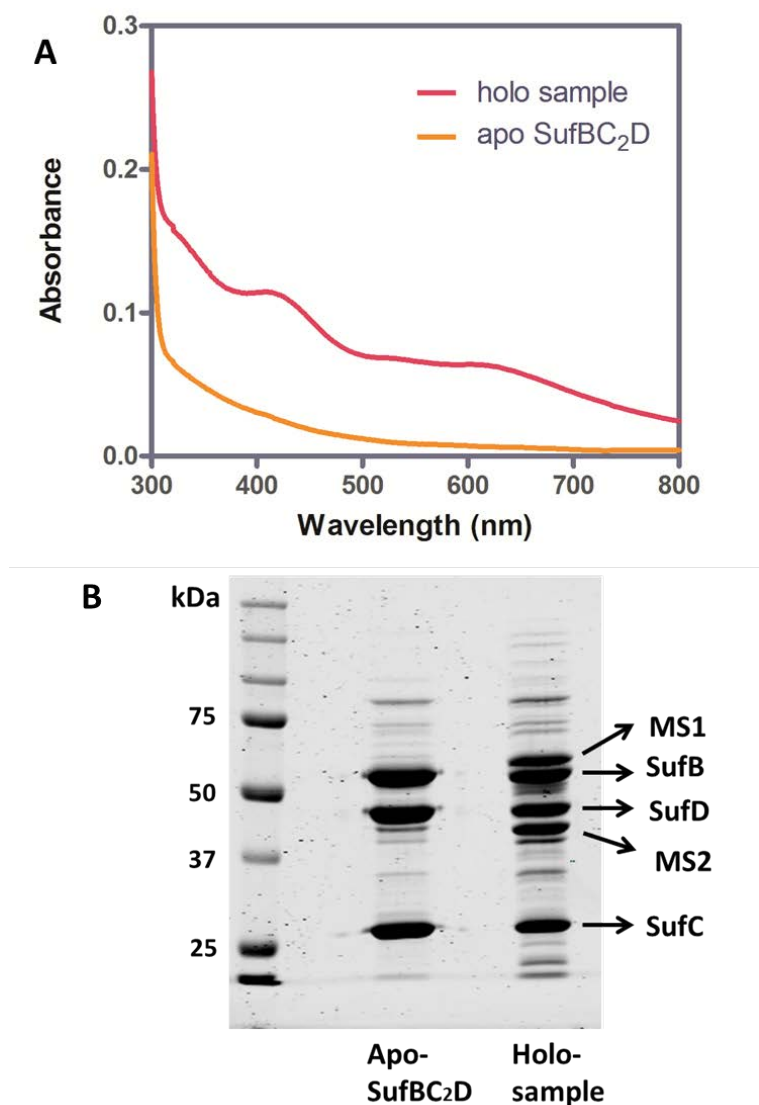 A
0.3
0.2
0.1
0.0
Absorbance
holo sample
apo SufBC₂D
300 400 500 600 700 800
Wavelength (nm)
B
kDa
75
50
37
25
MS1
SufB
SufD
MS2
SufC
Apo-
SufBC₂D
Holo-
sample